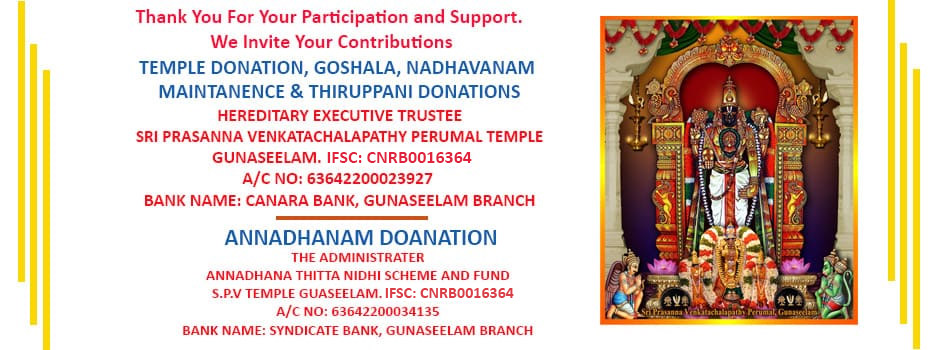 Thank You For Your Participation and Support.
We Invite Your Contributions
TEMPLE DONATION, GOSHALA, NADHAVANAM
MAINTANENCE & THIRUPPANI DONATIONS
HEREDITARY EXECUTIVE TRUSTEE
SRI PRASANNA VENKATACHALAPATHY PERUMAL TEMPLE
GUNASEELAM. IFSC: CNRB0016364
A/C NO: 63642200023927
BANK NAME: CANARA BANK, GUNASEELAM BRANCH
ANNADHANAM DOANATION
THE ADMINISTRATER
ANNADHANA THITTA NIDHI SCHEME AND FUND
S.P.V TEMPLE GUASEELAM. IFSC: CNRB0016364
A/C NO: 63642200034135
BANK NAME: SYNDICATE BANK, GUNASEELAM BRANCH
Sri Prasanna Venkatachalapathy Perumal, Gunaseelam